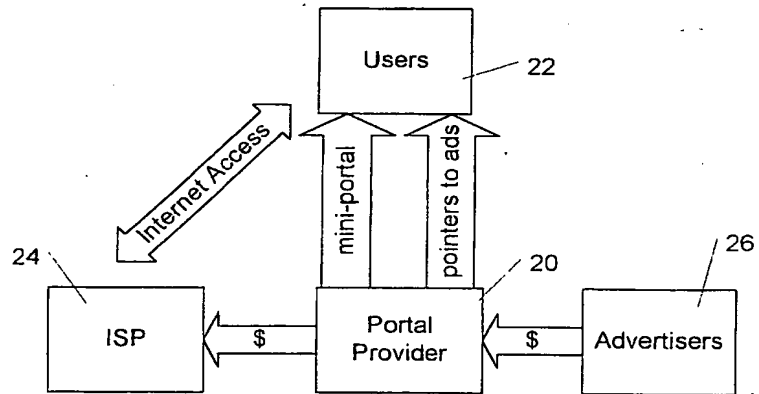 Users
22
Internet Access
mini-portal
pointers to ads
24
20
26
ISP
$
Portal
Provider
$
Advertisers